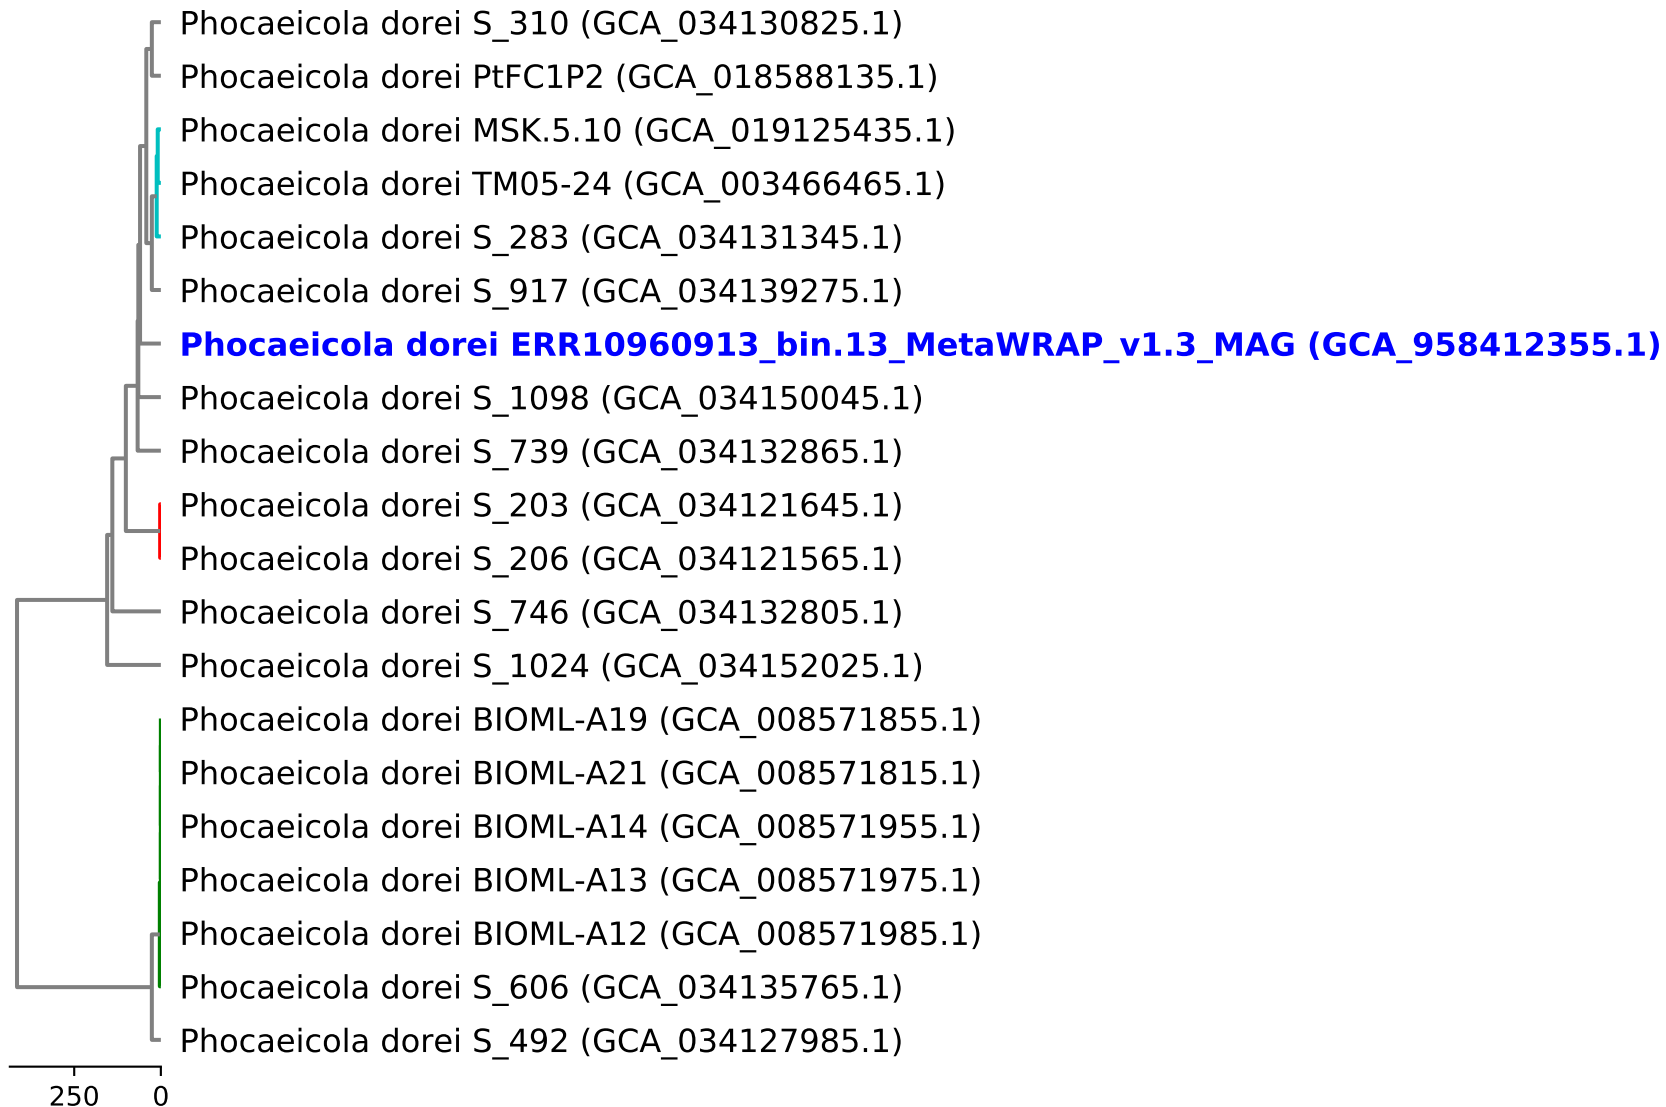 Phocaeicola dorei S_310 (GCA_034130825.1)
Phocaeicola dorei PtFC1P2 (GCA_018588135.1)
Phocaeicola dorei MSK.5.10 (GCA_019125435.1)
Phocaeicola dorei TM05-24 (GCA_003466465.1)
Phocaeicola dorei S_283 (GCA_034131345.1)
Phocaeicola dorei S_917 (GCA_034139275.1)
Phocaeicola dorei ERR10960913_bin.13_MetaWRAP_v1.3_MAG (GCA_958412355.1)
Phocaeicola dorei S_1098 (GCA_034150045.1)
Phocaeicola dorei S_739 (GCA_034132865.1)
Phocaeicola dorei S_203 (GCA_034121645.1)
Phocaeicola dorei S_206 (GCA_034121565.1)
Phocaeicola dorei S_746 (GCA_034132805.1)
Phocaeicola dorei S_1024 (GCA_034152025.1)
Phocaeicola dorei BIOML-A19 (GCA_008571855.1)
Phocaeicola dorei BIOML-A21 (GCA_008571815.1)
Phocaeicola dorei BIOML-A14 (GCA_008571955.1)
Phocaeicola dorei BIOML-A13 (GCA_008571975.1)
Phocaeicola dorei BIOML-A12 (GCA_008571985.1)
Phocaeicola dorei S_606 (GCA_034135765.1)
Phocaeicola dorei S_492 (GCA_034127985.1)
250 0